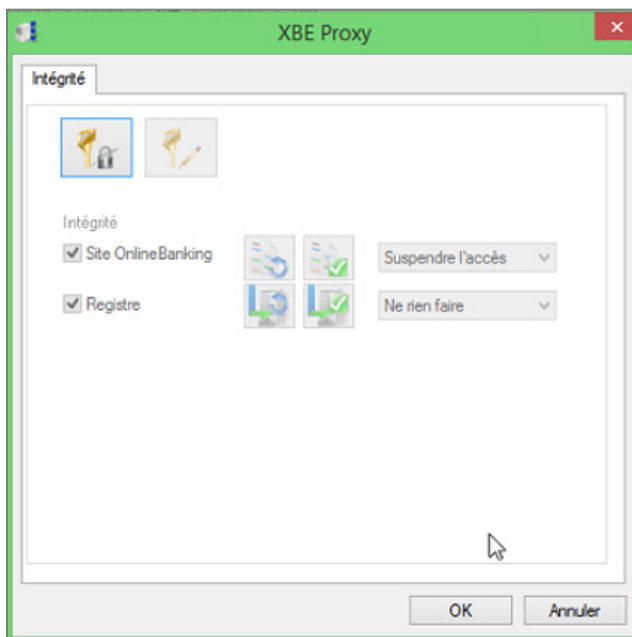 XBE Proxy
Intégrité
Intégrité
Site OnlineBanking
Suspendre l'accès
Registre
Ne rien faire
OK
Annuler